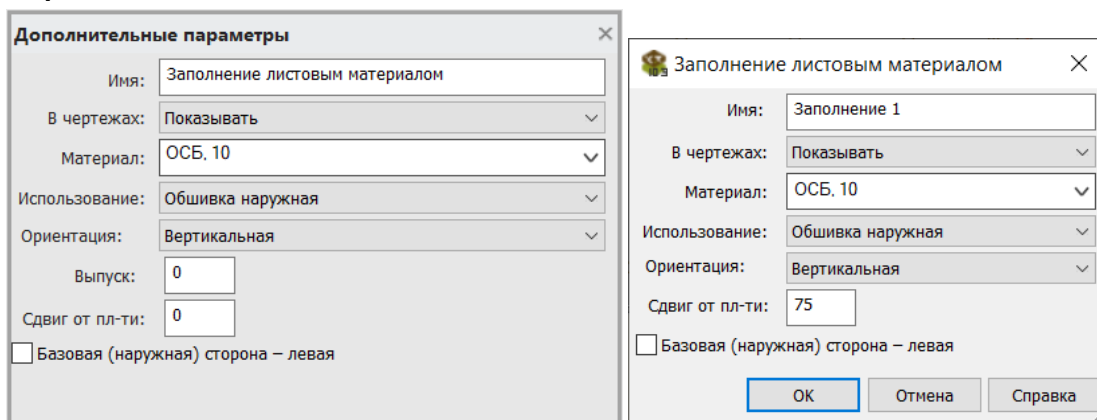 Дополнительные параметры
Имя: Заполнение листовым материалом
В чертежах: Показывать
Материал: ОСБ, 10
Использование: Обшивка наружная
Ориентация: Вертикальная
Выпуск: 0
Сдвиг от пл-ти: 0
Базовая (наружная) сторона – левая
Заполнение листовым материалом
Имя: Заполнение 1
В чертежах: Показывать
Материал: ОСБ, 10
Использование: Обшивка наружная
Ориентация: Вертикальная
Сдвиг от пл-ти: 75
Базовая (наружная) сторона – левая
ОК Отмена Справка